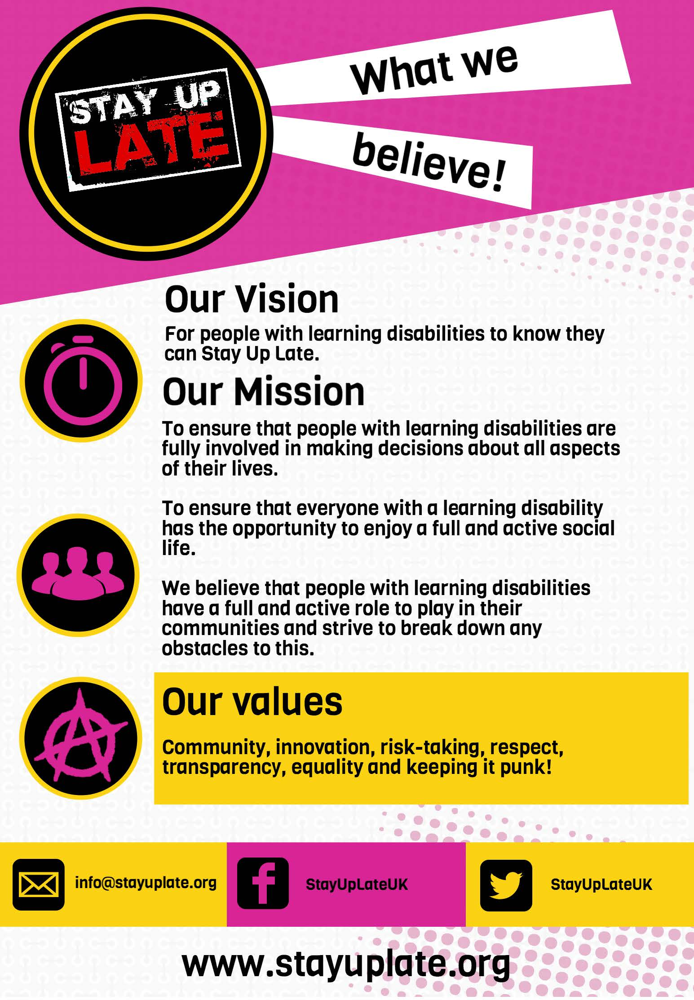 STAY UP
LATE
What we
believe!
Our Vision
For people with learning disabilities to know they
can Stay Up Late.
Our Mission
To ensure that people with learning disabilities are
fully involved in making decisions about all aspects
of their lives.
To ensure that everyone with a learning disability
has the opportunity to enjoy a full and active social
life.
We believe that people with learning disabilities
have a full and active role to play in their
communities and strive to break down any
obstacles to this.
Our values
Community, innovation, risk-taking, respect,
transparency, equality and keeping it punk!
info@stayuplate.org
StayUpLateUK
StayUpLateUK
www.stayuplate.org